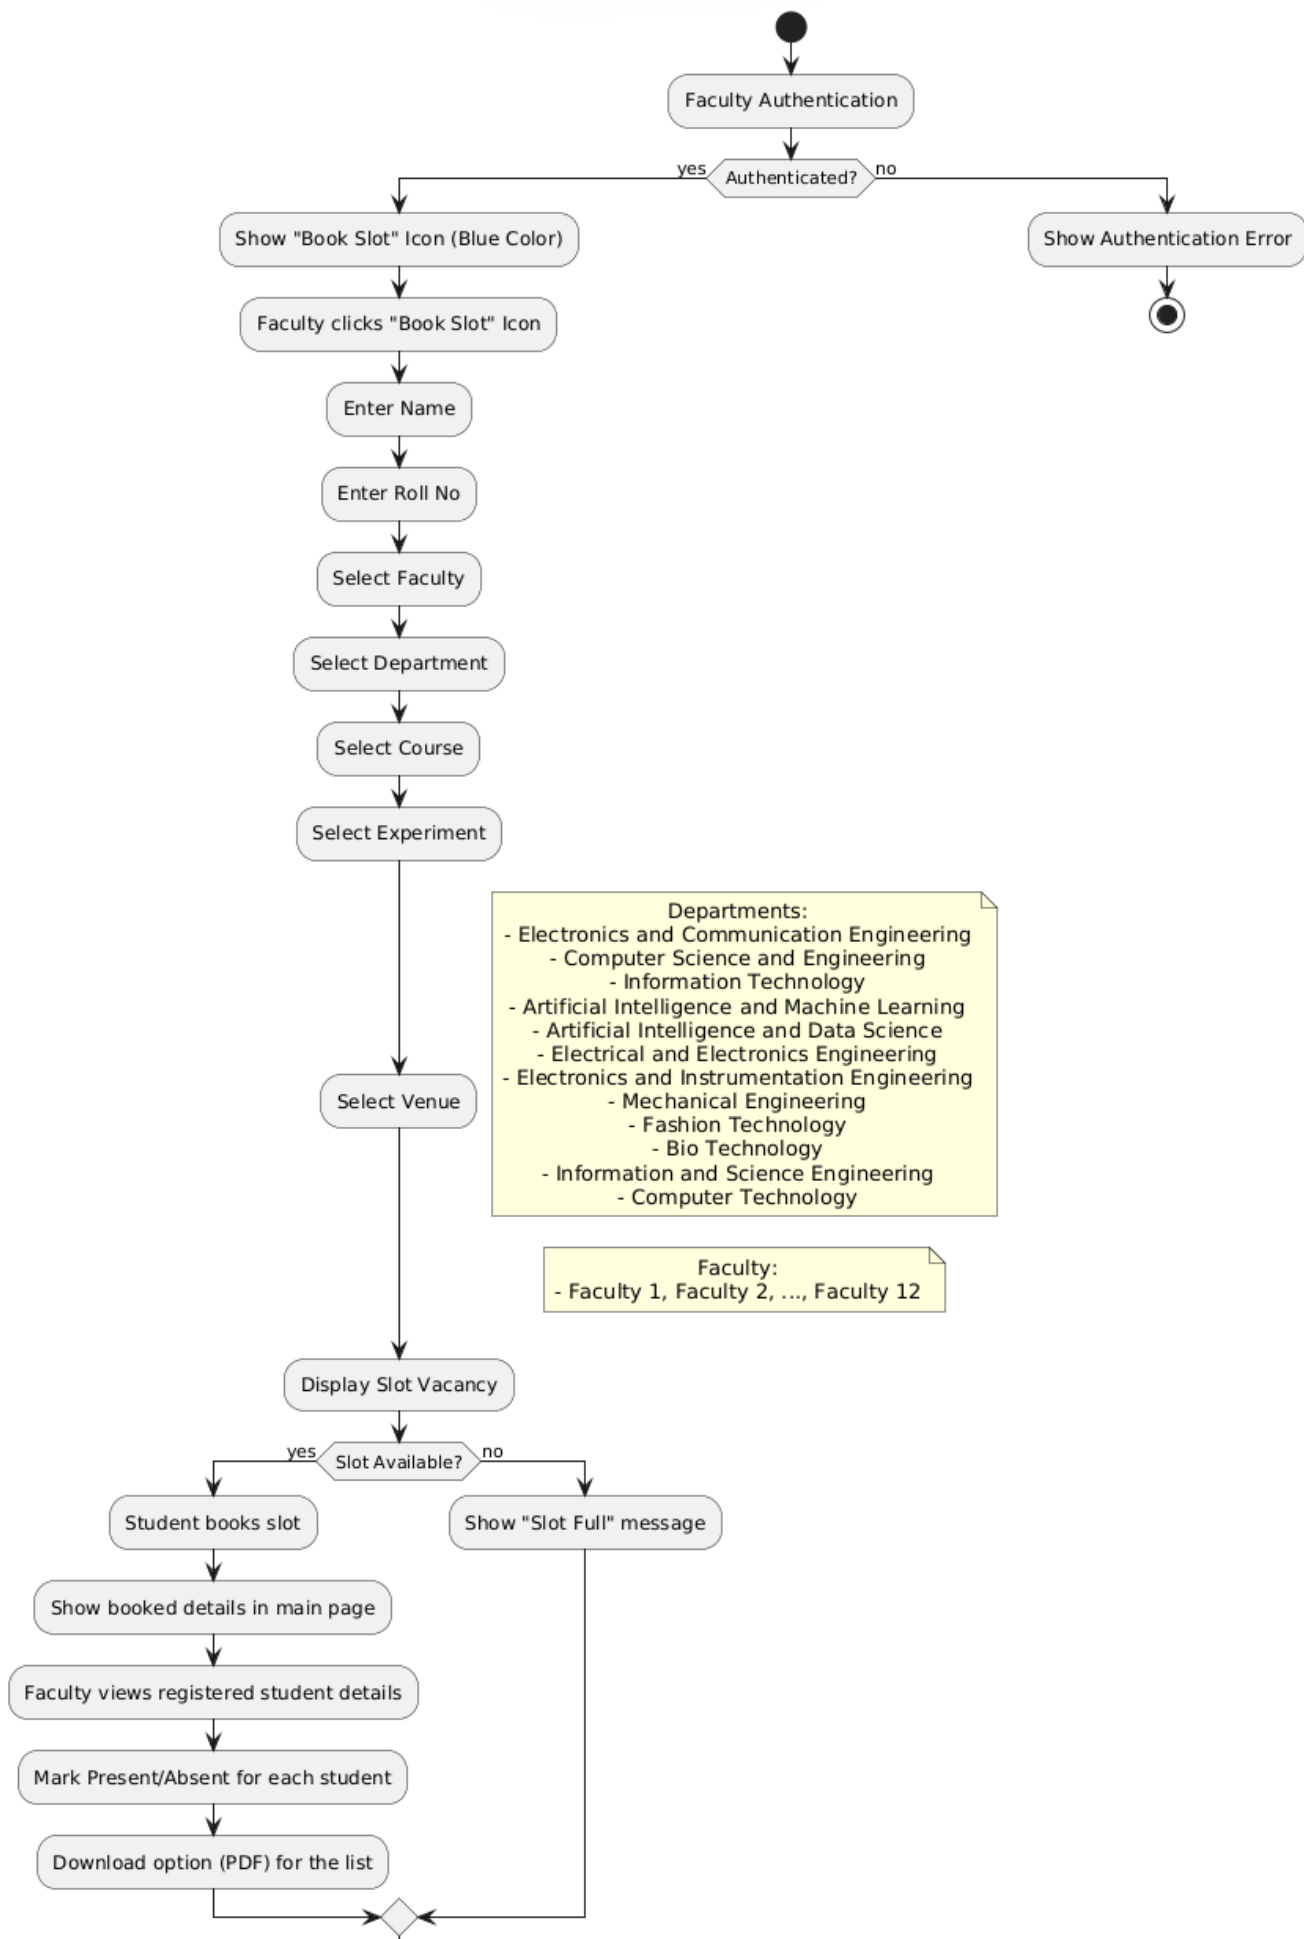 Faculty Authentication
yes
Authenticated?
no
Show "Book Slot" Icon (Blue Color)
Show Authentication Error
Faculty clicks "Book Slot" Icon
Enter Name
Enter Roll No
Select Faculty
Select Department
Select Course
Select Experiment
Departments:
- Electronics and Communication Engineering
- Computer Science and Engineering
- Information Technology
- Artificial Intelligence and Machine Learning
- Artificial Intelligence and Data Science
- Electrical and Electronics Engineering
- Electronics and Instrumentation Engineering
- Mechanical Engineering
- Fashion Technology
- Bio Technology
- Information and Science Engineering
- Computer Technology
Select Venue
Faculty:
- Faculty 1, Faculty 2, ..., Faculty 12
Display Slot Vacancy
yes
Slot Available?
no
Student books slot
Show "Slot Full" message
Show booked details in main page
Faculty views registered student details
Mark Present/Absent for each student
Download option (PDF) for the list